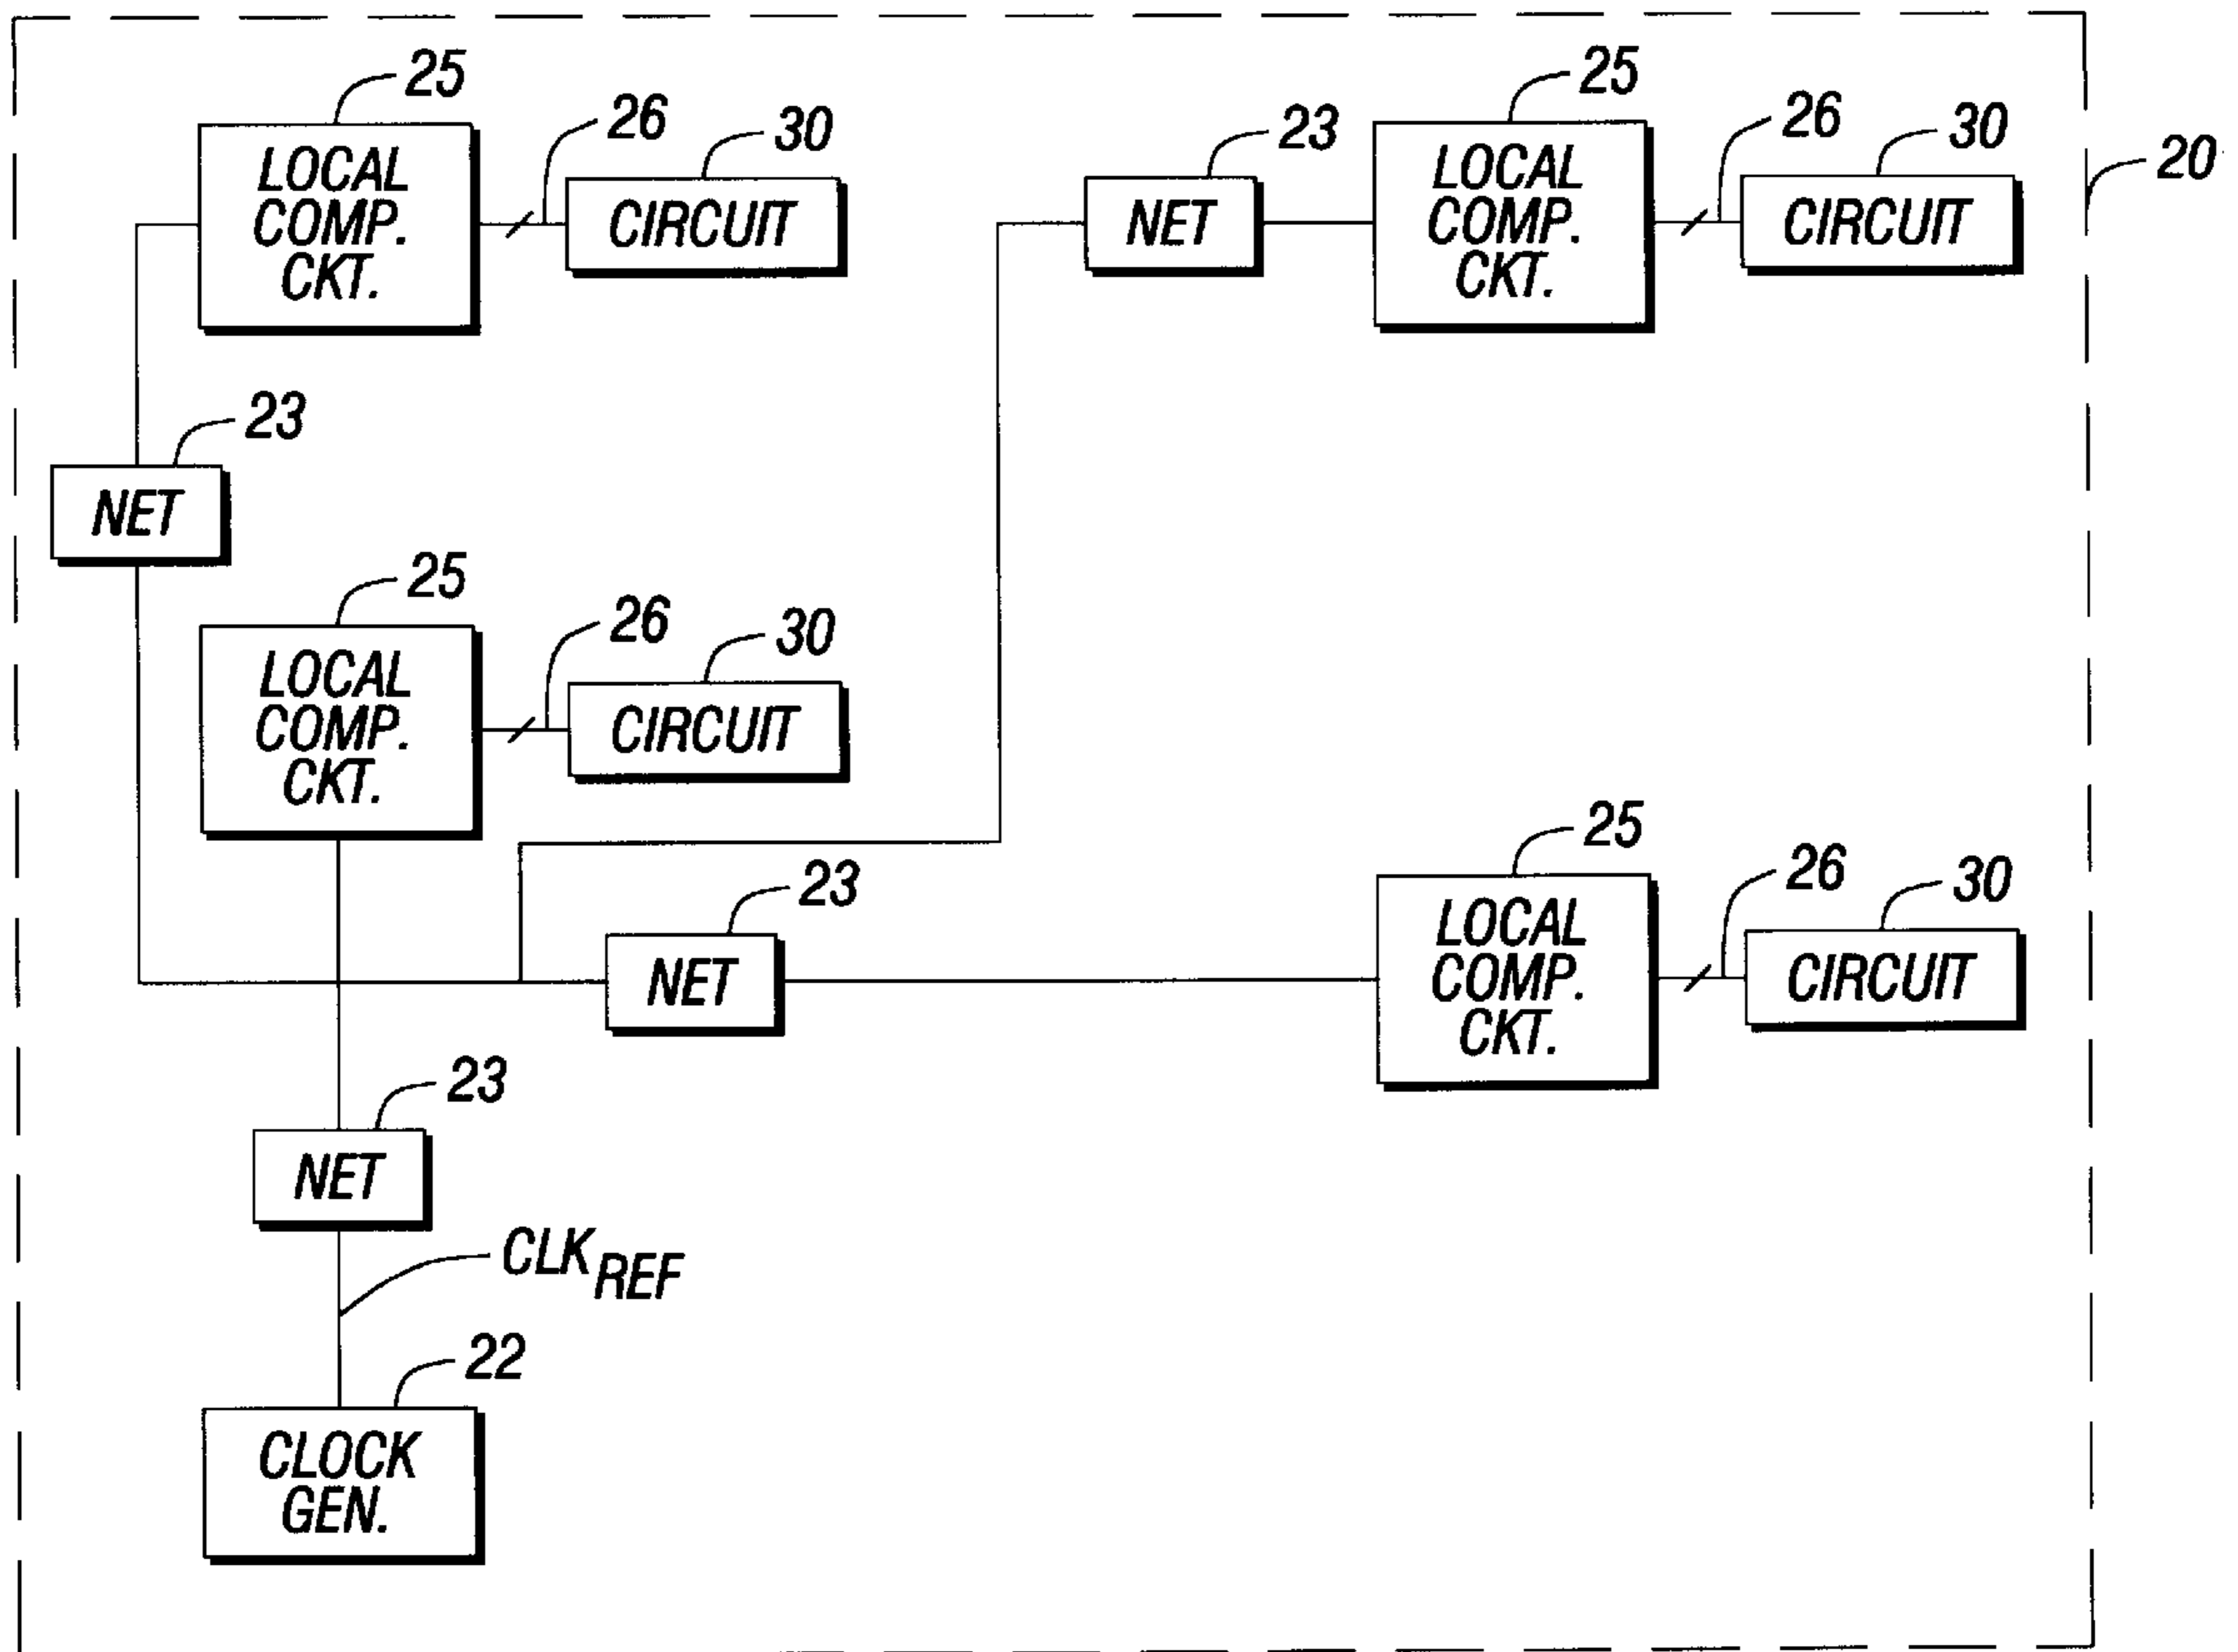 25
26
30
LOCAL
COMP.
CKT.
CIRCUIT
23
NET
25
26
30
LOCAL
COMP.
CKT.
CIRCUIT
20
23
NET
25
26
30
LOCAL
COMP.
CKT.
CIRCUIT
23
NET
25
26
30
LOCAL
COMP.
CKT.
CIRCUIT
23
NET
CLK REF
22
CLOCK
GEN.